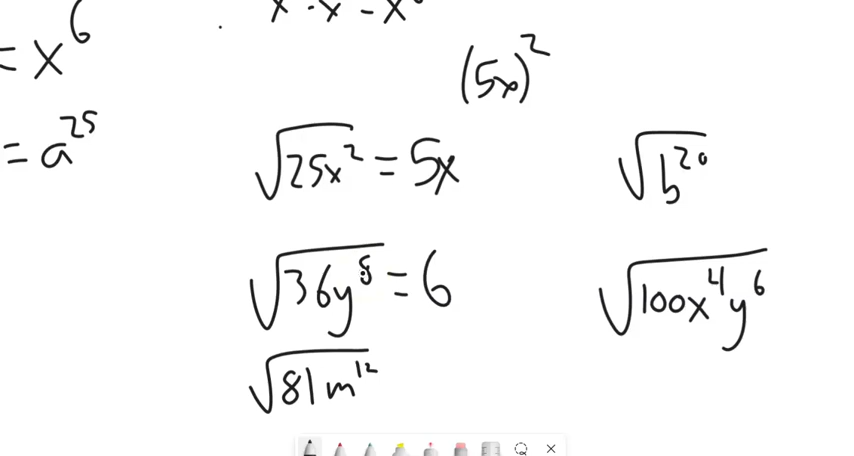 = x^6
(5x)^2
= a^25
√(25x^2) = 5x
√(b^20)
√(36y^8) = 6
√(100x^4y^6)
√(81m^12)